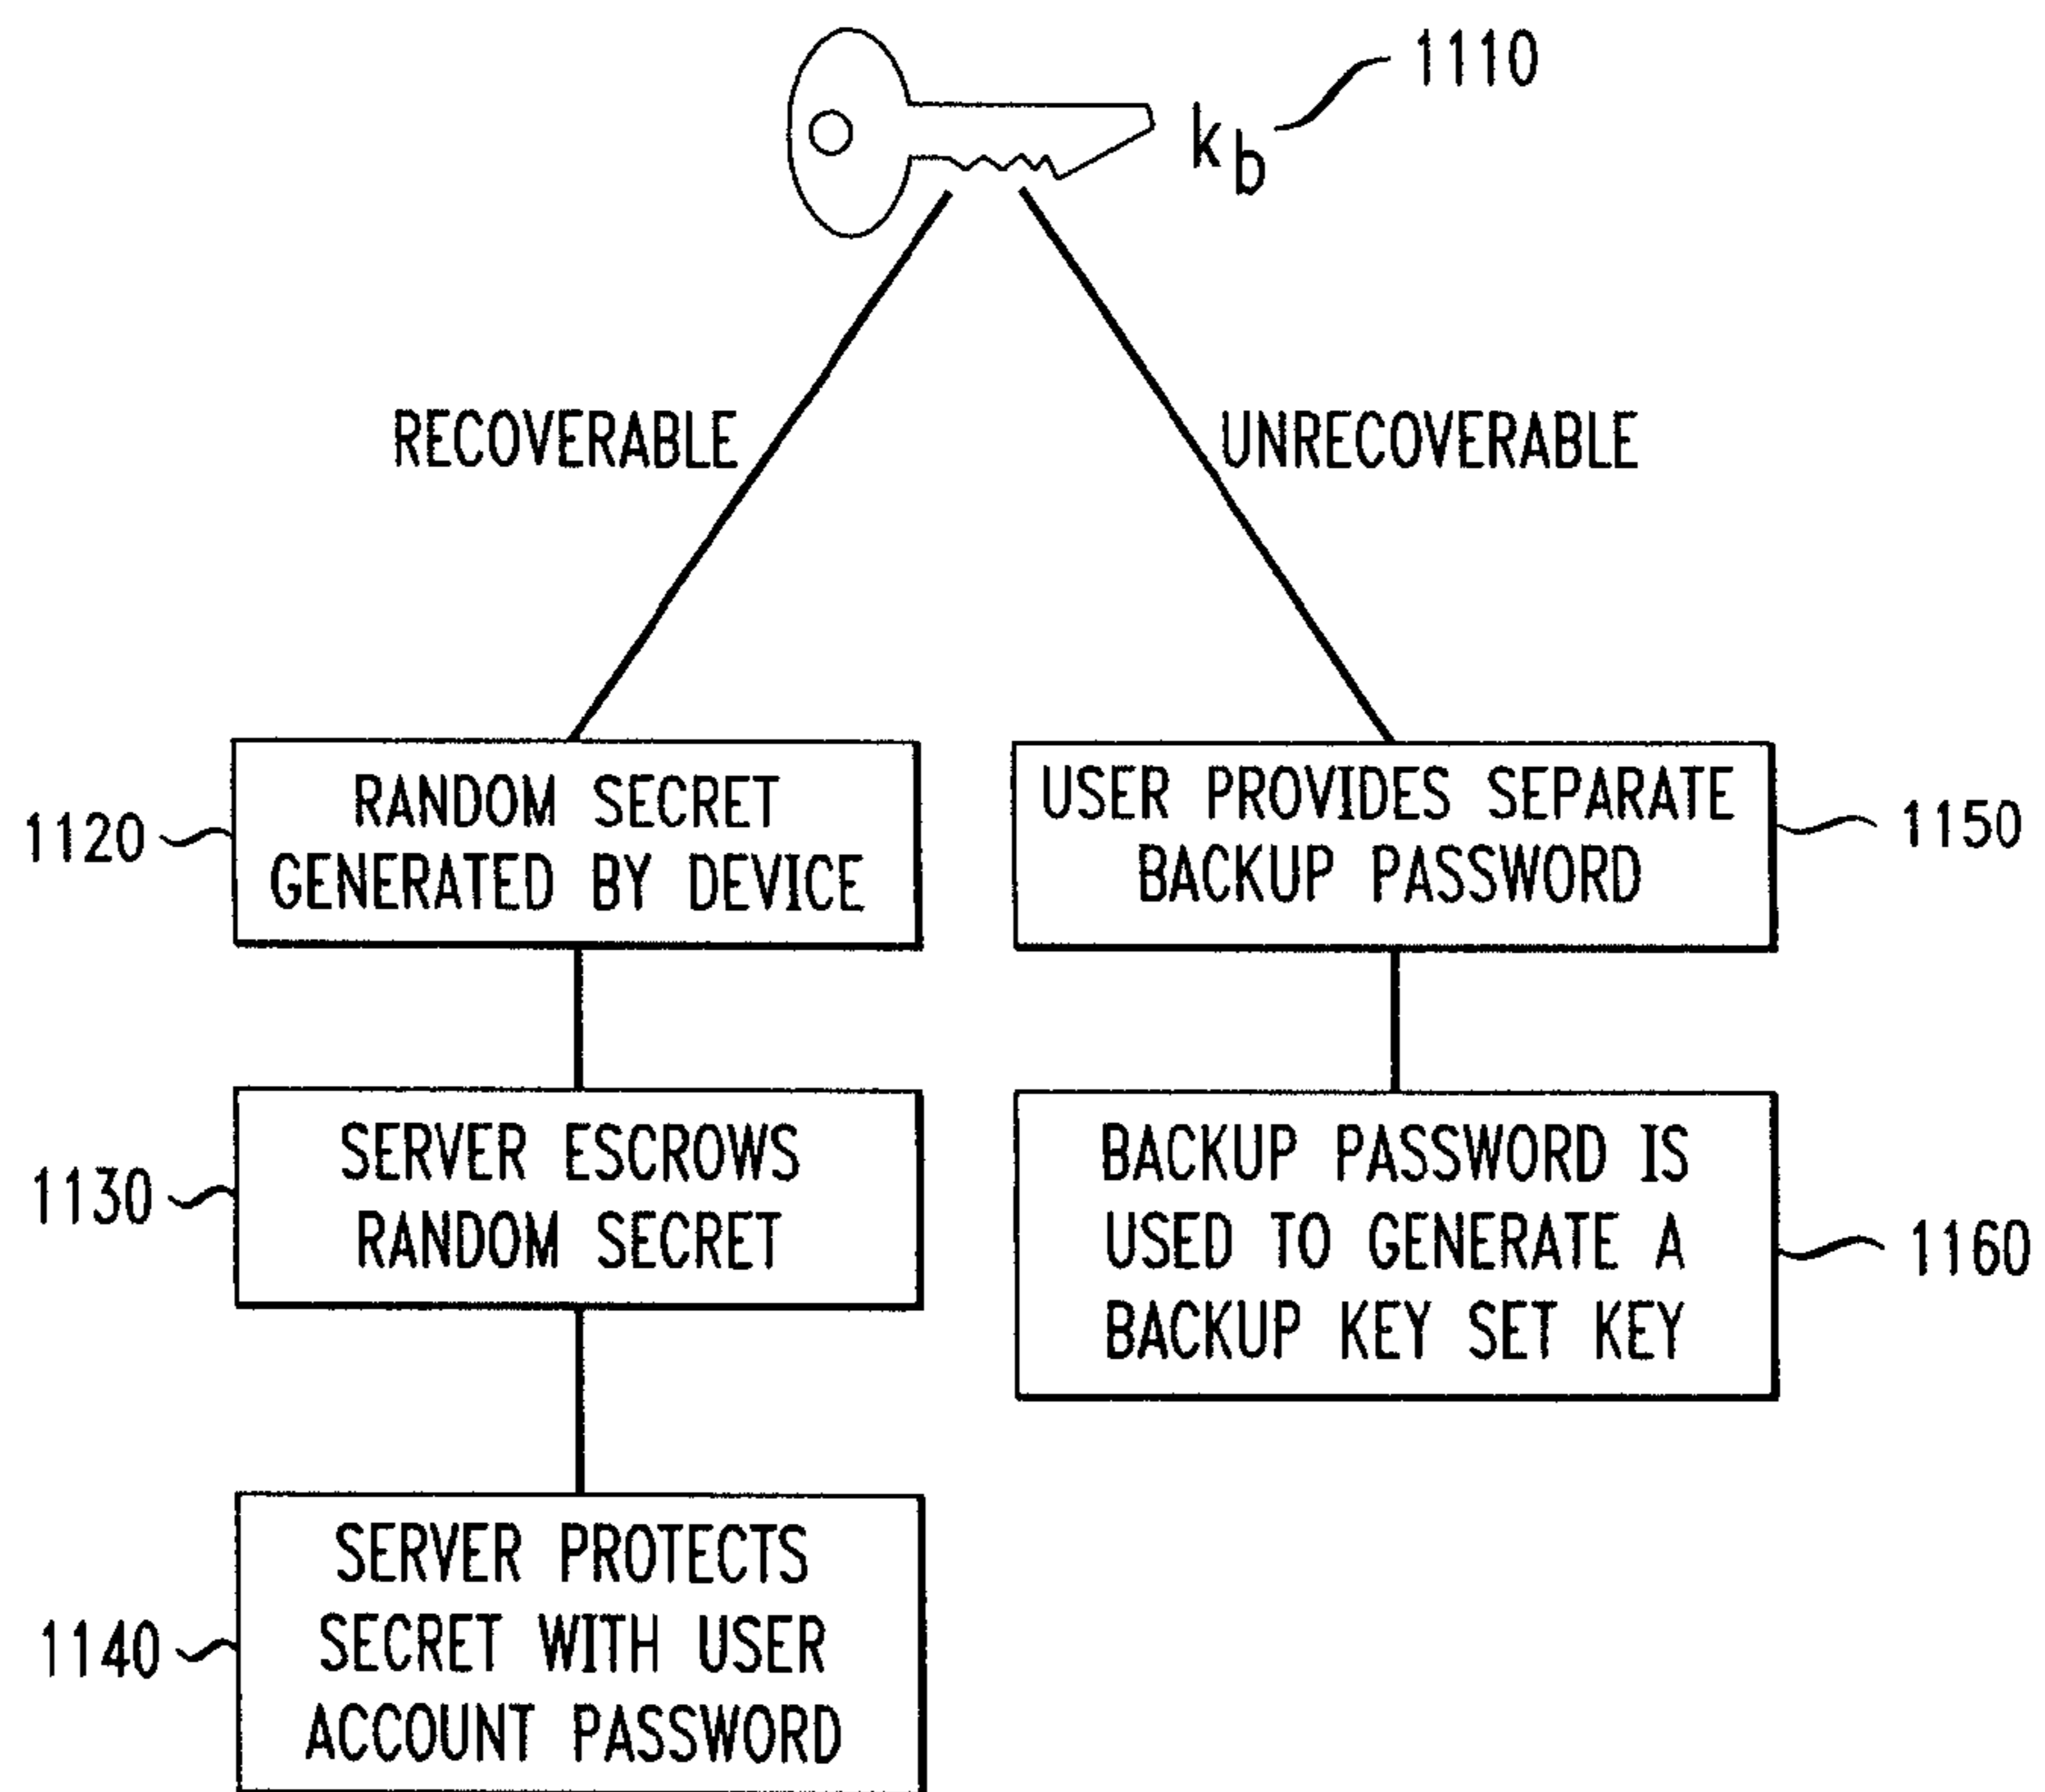 1110
kb
RECOVERABLE
UNRECOVERABLE
1120
RANDOM SECRET
GENERATED BY DEVICE
USER PROVIDES SEPARATE
BACKUP PASSWORD
1150
1130
SERVER ESCROWS
RANDOM SECRET
BACKUP PASSWORD IS
USED TO GENERATE A
BACKUP KEY SET KEY
1160
1140
SERVER PROTECTS
SECRET WITH USER
ACCOUNT PASSWORD